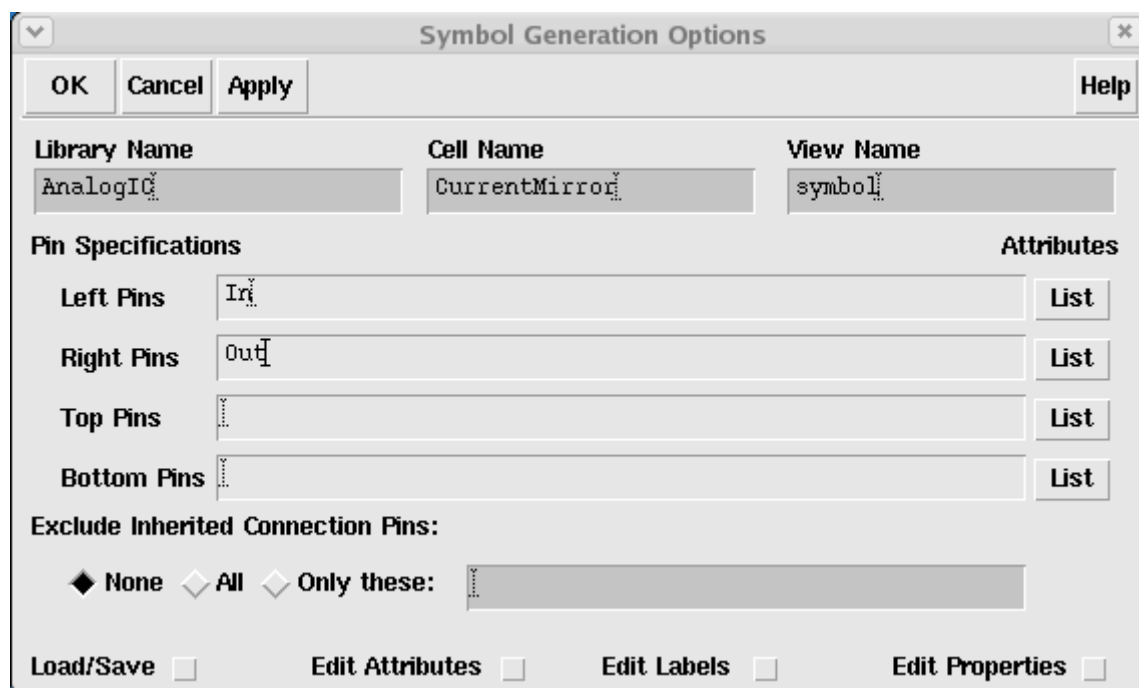 Symbol Generation Options
OK Cancel Apply Help
Library Name Cell Name View Name
AnalogIC CurrentMirror symbol
Pin Specifications Attributes
Left Pins In List
Right Pins Out List
Top Pins List
Bottom Pins List
Exclude Inherited Connection Pins:
None All Only these:
Load/Save Edit Attributes Edit Labels Edit Properties